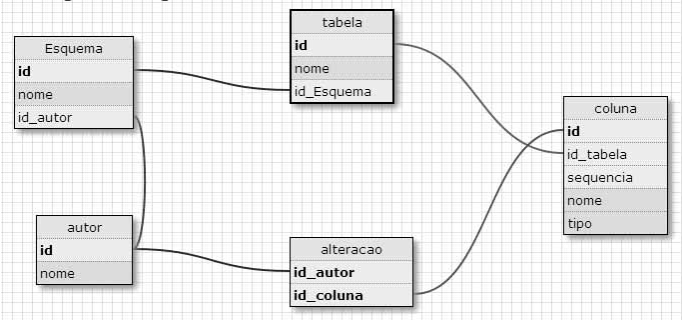 Esquema
id
nome
id_autor
tabela
id
nome
id_Esquema
coluna
id
id_tabela
sequencia
nome
tipo
autor
id
nome
alteracao
id_autor
id_coluna